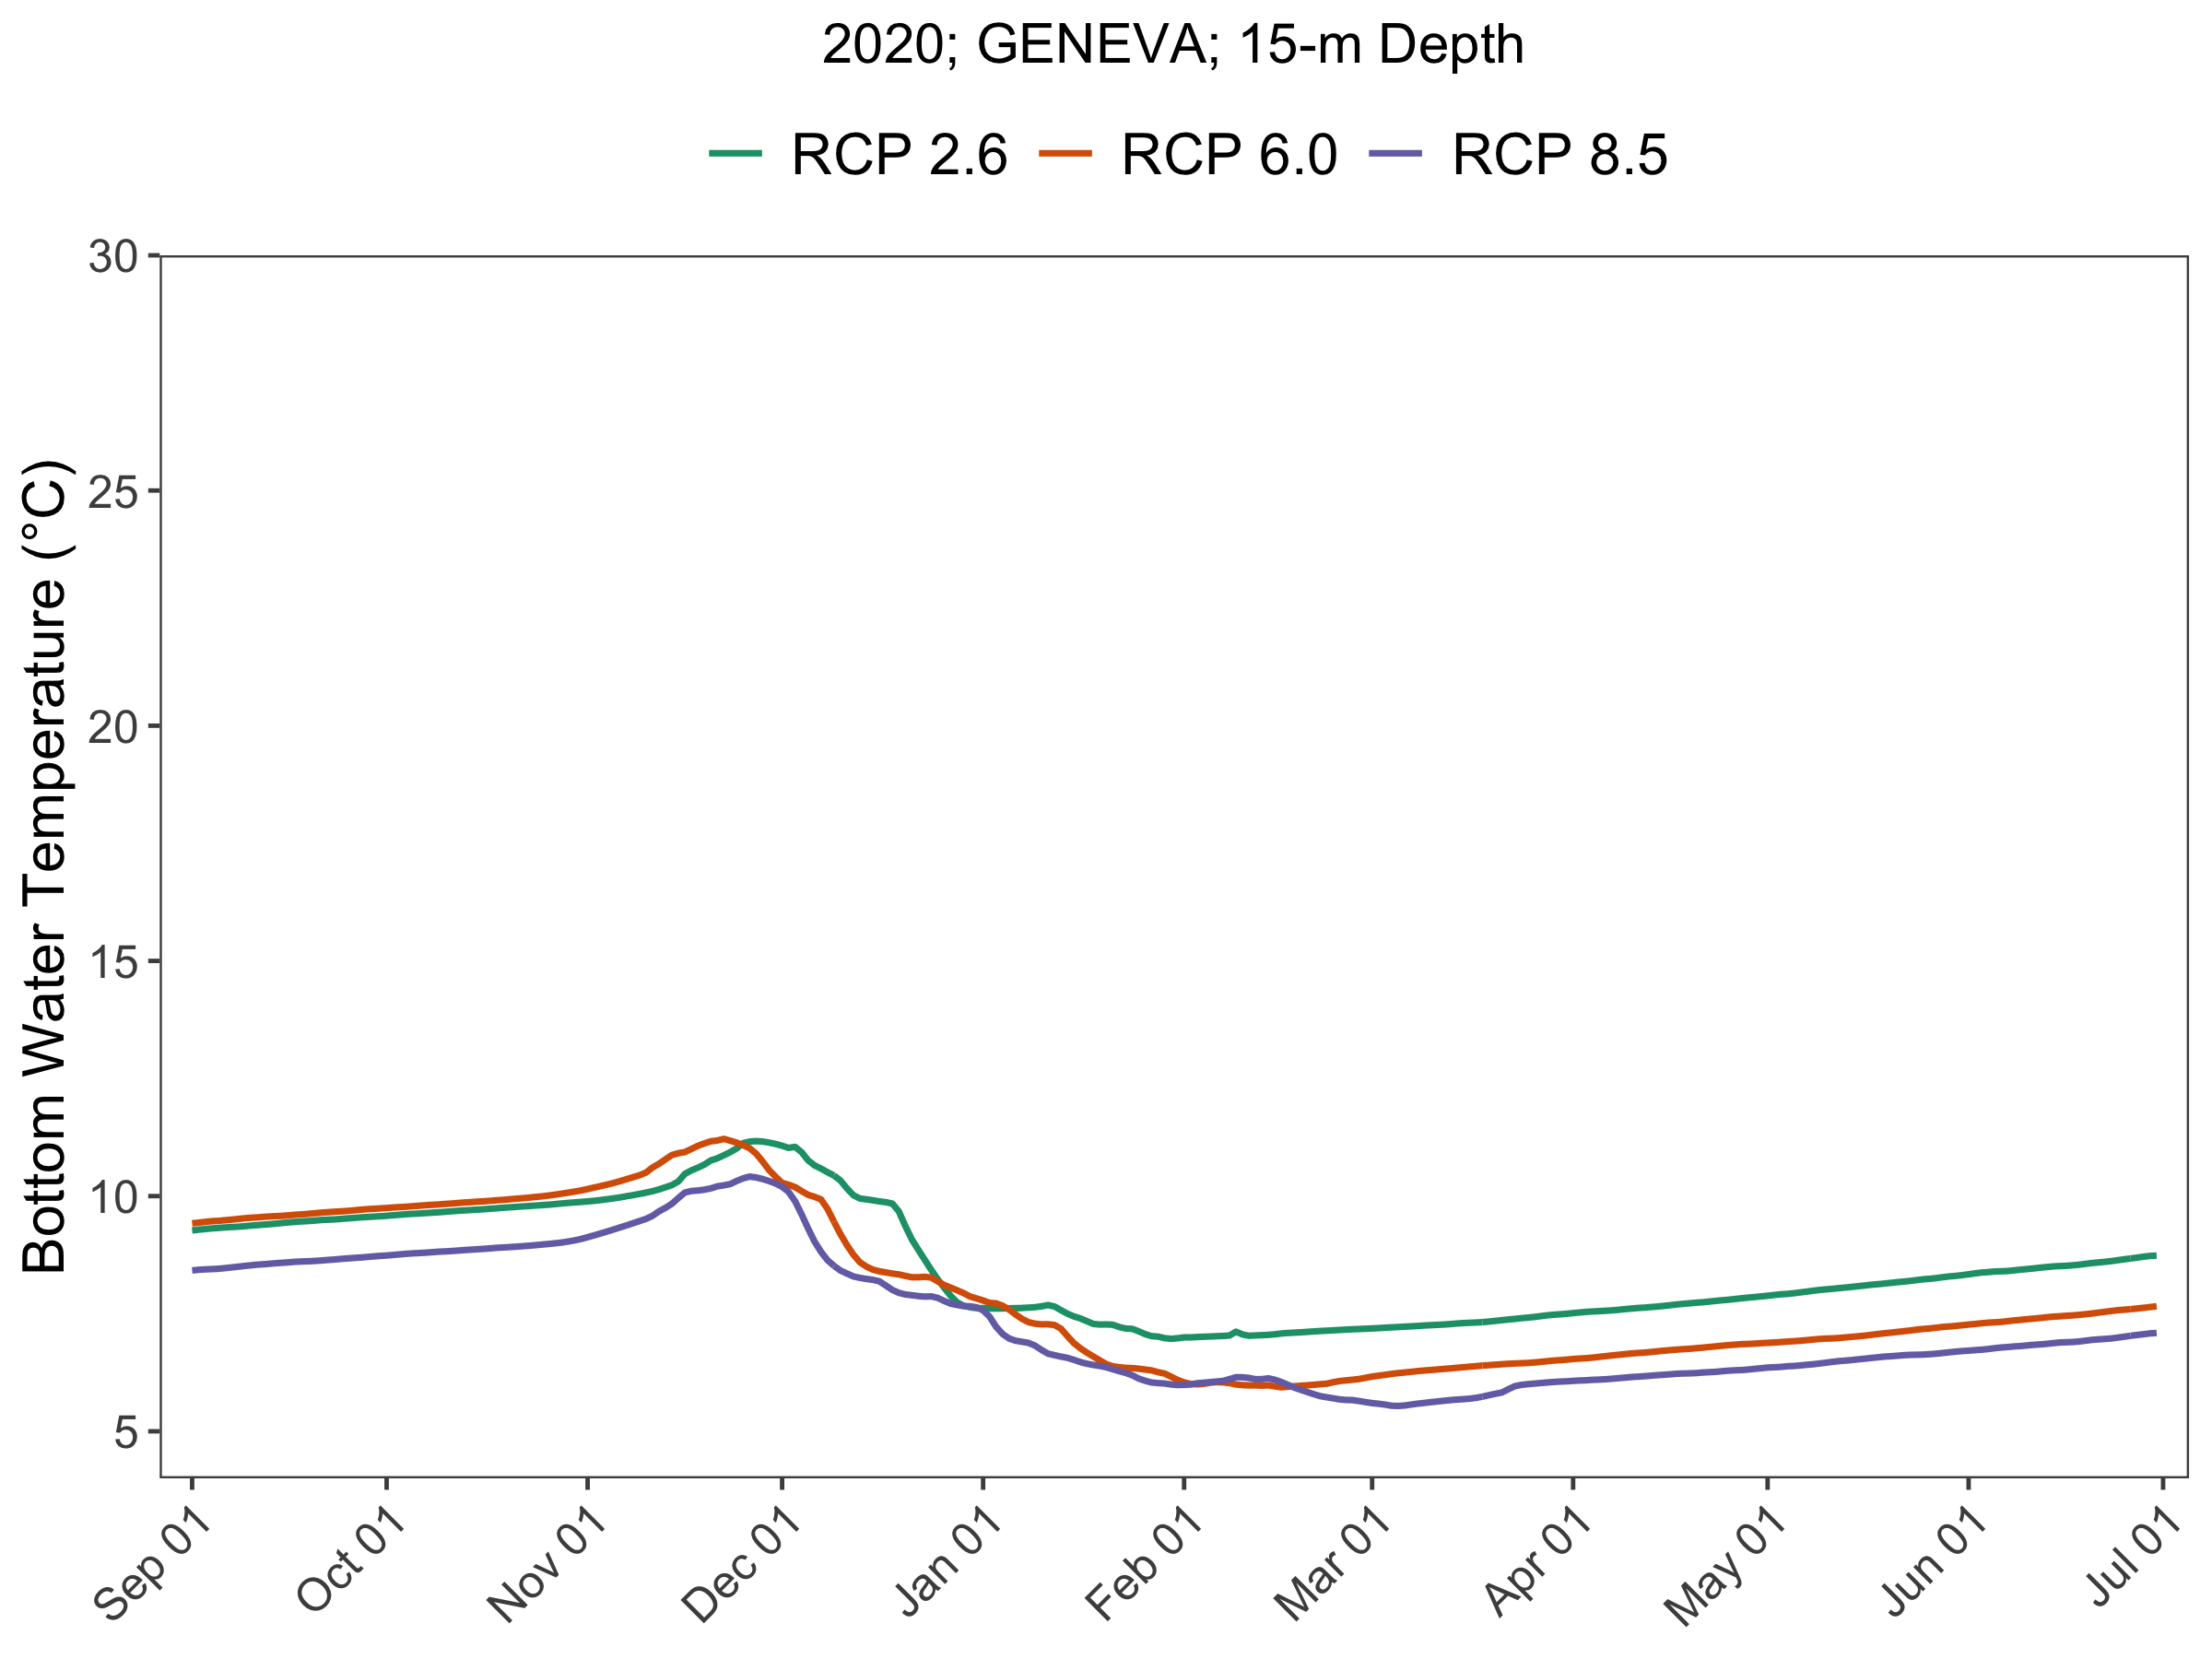 2020; GENEVA; 15-m Depth
RCP 2.6 RCP 6.0 RCP 8.5
Bottom Water Temperature (°C)
30
25
20
15
10
5
Sep 01 Oct 01 Nov 01 Dec 01 Jan 01 Feb 01 Mar 01 Apr 01 May 01 Jun 01 Jul 01